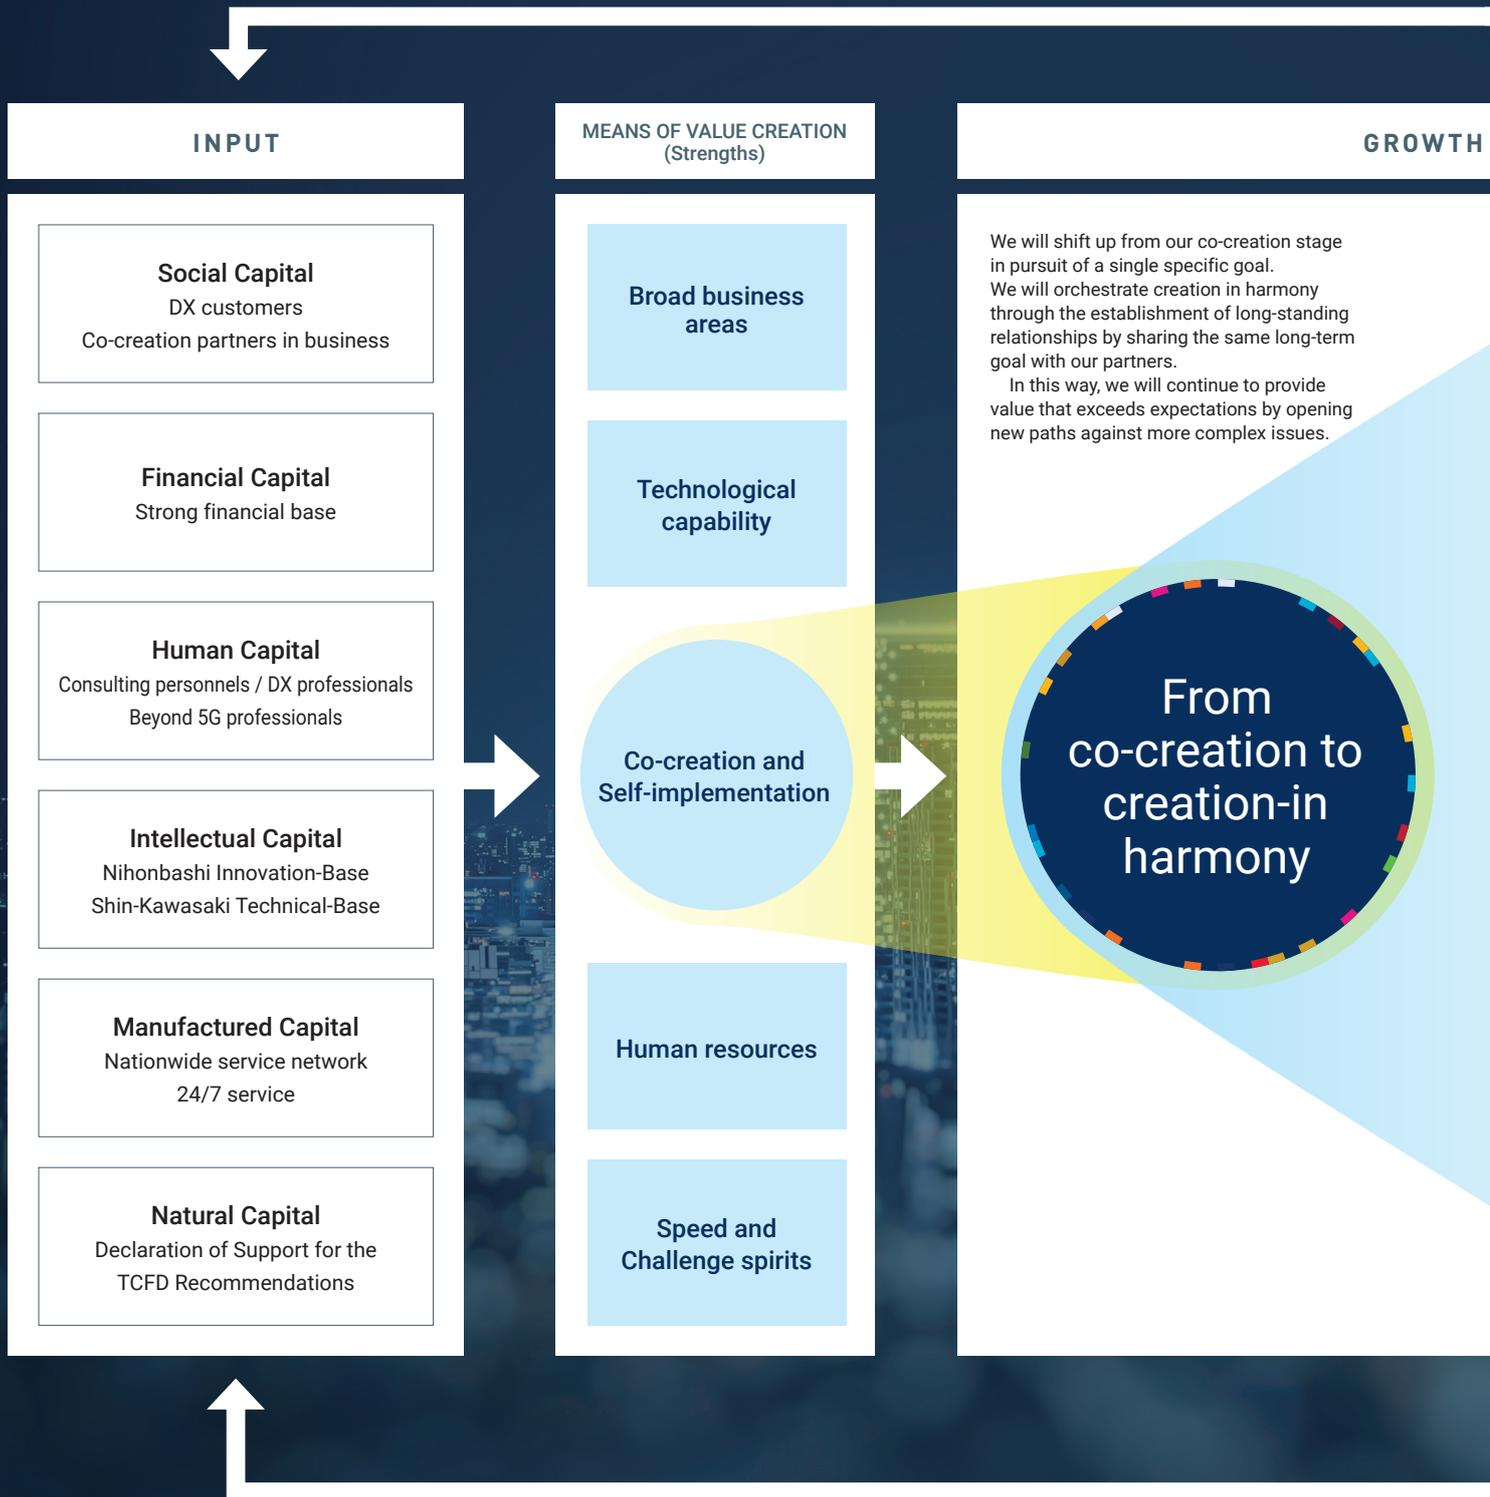 INPUT
Social Capital
DX customers
Co-creation partners in business
Financial Capital
Strong financial base
Human Capital
Consulting personnels / DX professionals
Beyond 5G professionals
Intellectual Capital
Nihonbashi Innovation-Base
Shin-Kawasaki Technical-Base
Manufactured Capital
Nationwide service network
24/7 service
Natural Capital
Declaration of Support for the
TCFD Recommendations
MEANS OF VALUE CREATION
(Strengths)
Broad business
areas
Technological
capability
Co-creation and
Self-implementation
Human resources
Speed and
Challenge spirits
GROWTH
We will shift up from our co-creation stage
in pursuit of a single specific goal.
We will orchestrate creation in harmony
through the establishment of long-standing
relationships by sharing the same long-term
goal with our partners.
In this way, we will continue to provide
value that exceeds expectations by opening
new paths against more complex issues.
From
co-creation to
creation-in
harmony